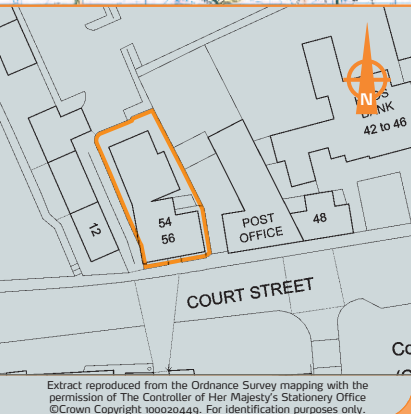 N
BANK
42 to 46
54
56
POST
OFFICE
48
12
COURT STREET
Extract reproduced from the Ordnance Survey mapping with the
permission of The Controller of Her Majesty's Stationery Office
©Crown Copyright 100020449. For identification purposes only.